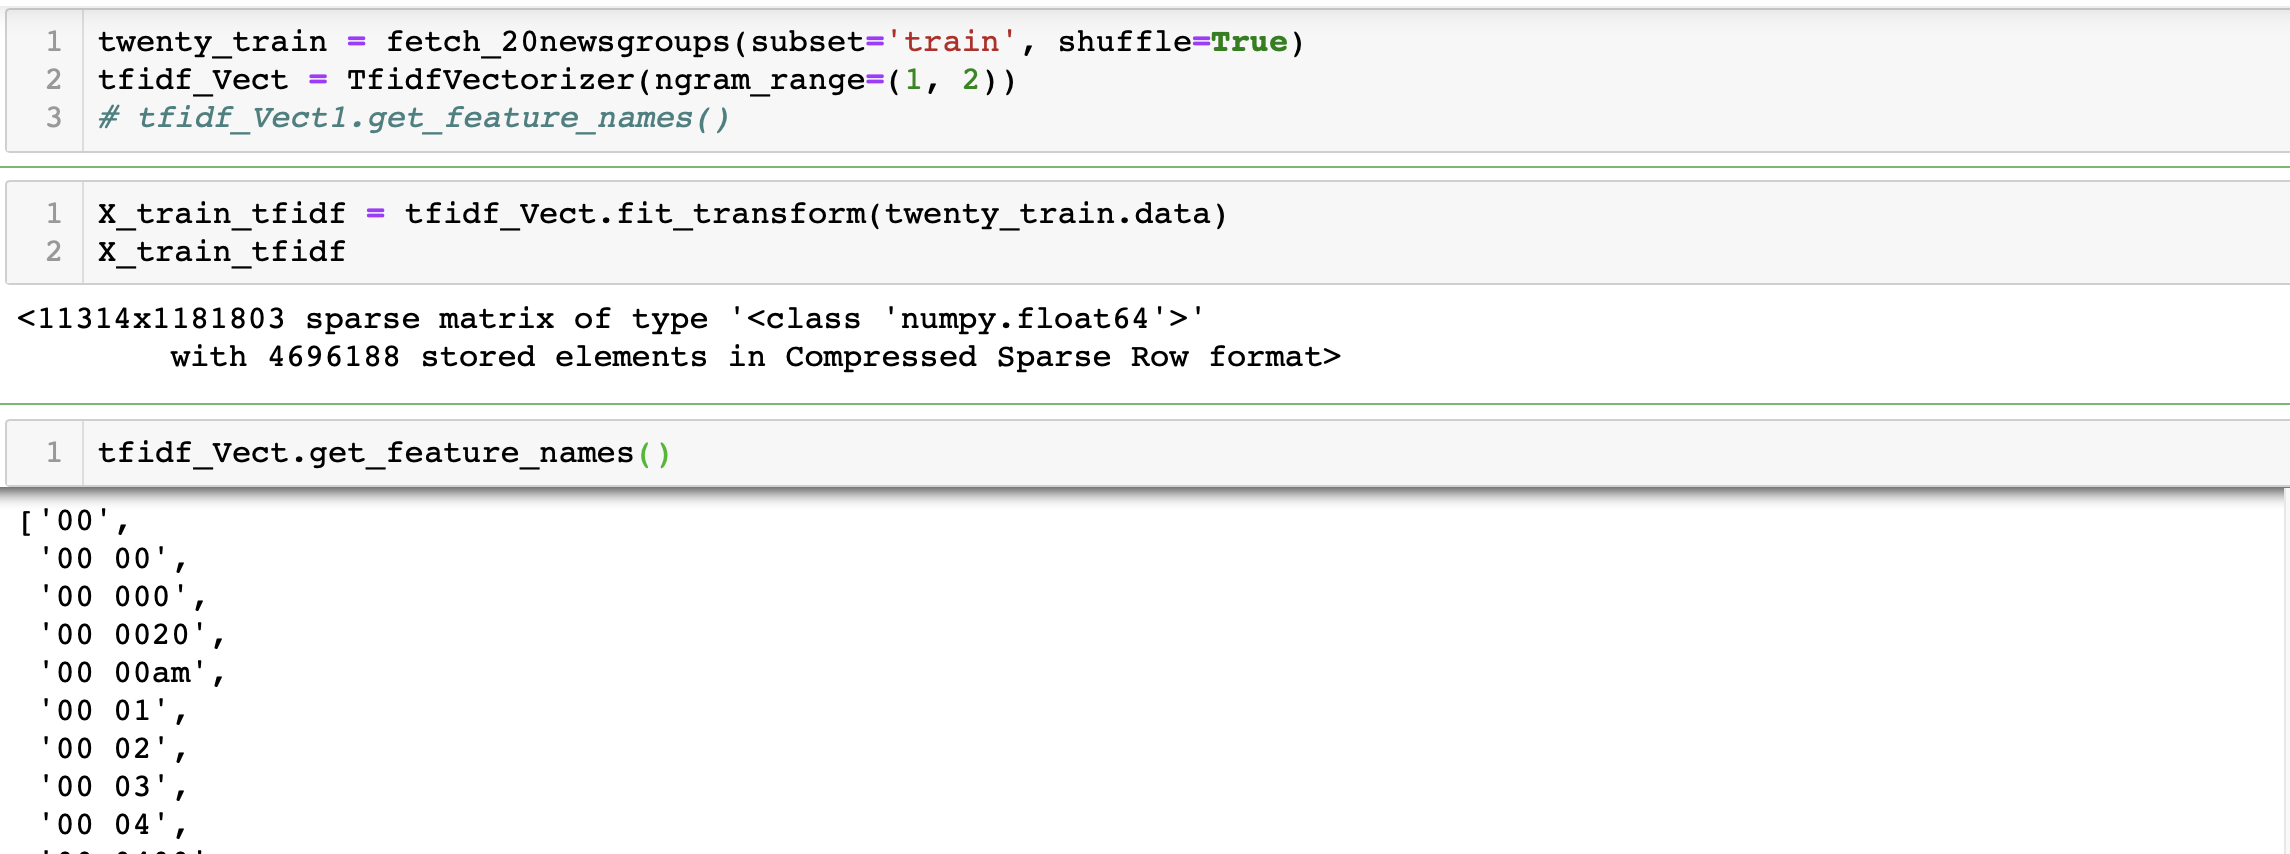 1 twenty_train = fetch_20newsgroups(subset='train', shuffle=True)
2 tfidf_Vect = TfidfVectorizer(ngram_range=(1, 2))
3 # tfidf_Vect1.get_feature_names()
1 X_train_tfidf = tfidf_Vect.fit_transform(twenty_train.data)
2 X_train_tfidf
<11314x1181803 sparse matrix of type '<class 'numpy.float64'>'
with 4696188 stored elements in Compressed Sparse Row format>
1 tfidf_Vect.get_feature_names()
['00',
'00 00',
'00 000',
'00 0020',
'00 00am',
'00 01',
'00 02',
'00 03',
'00 04',